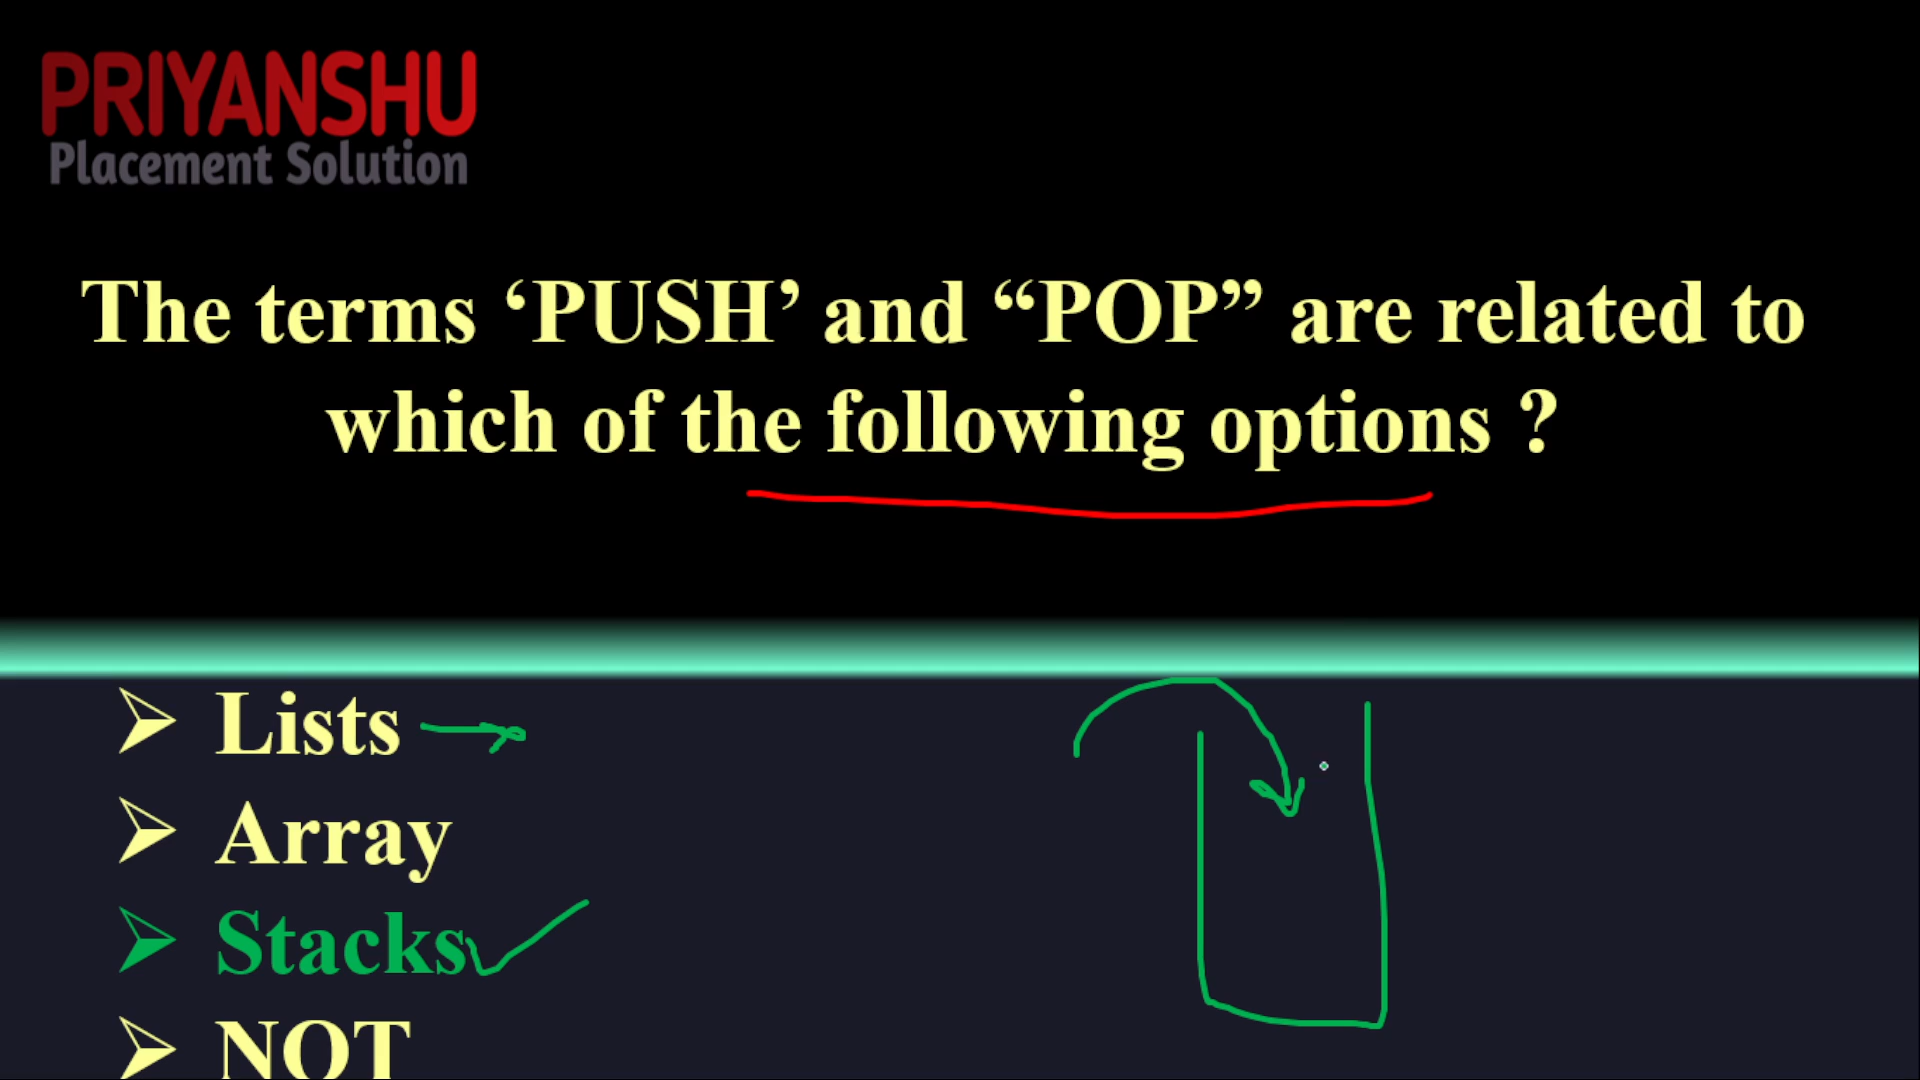 PRIYANSHU
Placement Solution
The terms ‘PUSH’ and “POP” are related to
which of the following options ?
Lists
Array
Stacks
NOT